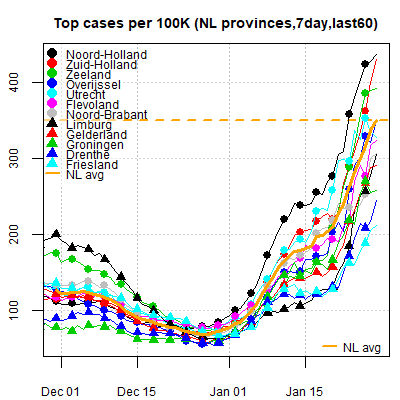 Top cases per 100K (NL provinces,7day,last60)
Noord-Holland
Zuid-Holland
Zeeland
Overijssel
Utrecht
Flevoland
Noord-Brabant
Limburg
Gelderland
Groningen
Drenthe
Friesland
NL avg
400
300
200
100
NL avg
Dec 01 Dec 15 Jan 01 Jan 15